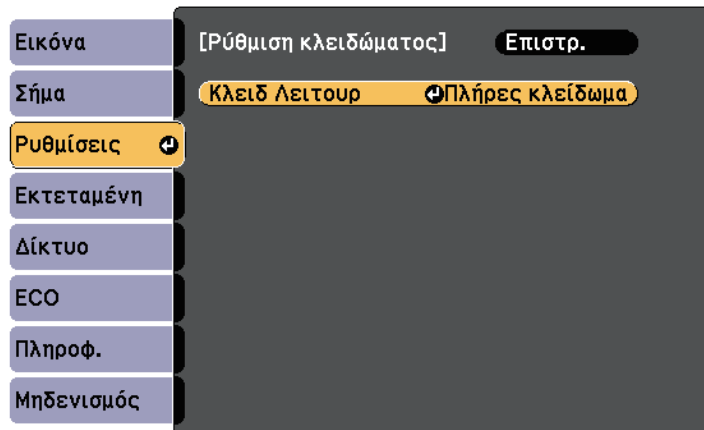 Εικόνα
Σήμα
Ρυθμίσεις
Εκτεταμένη
Δίκτυο
ECO
Πληροφ.
Μηδενισμός
[Ρύθμιση κλειδώματος] Επιστρ.
Κλειδ Λειτουρ Πλήρες κλείδωμα